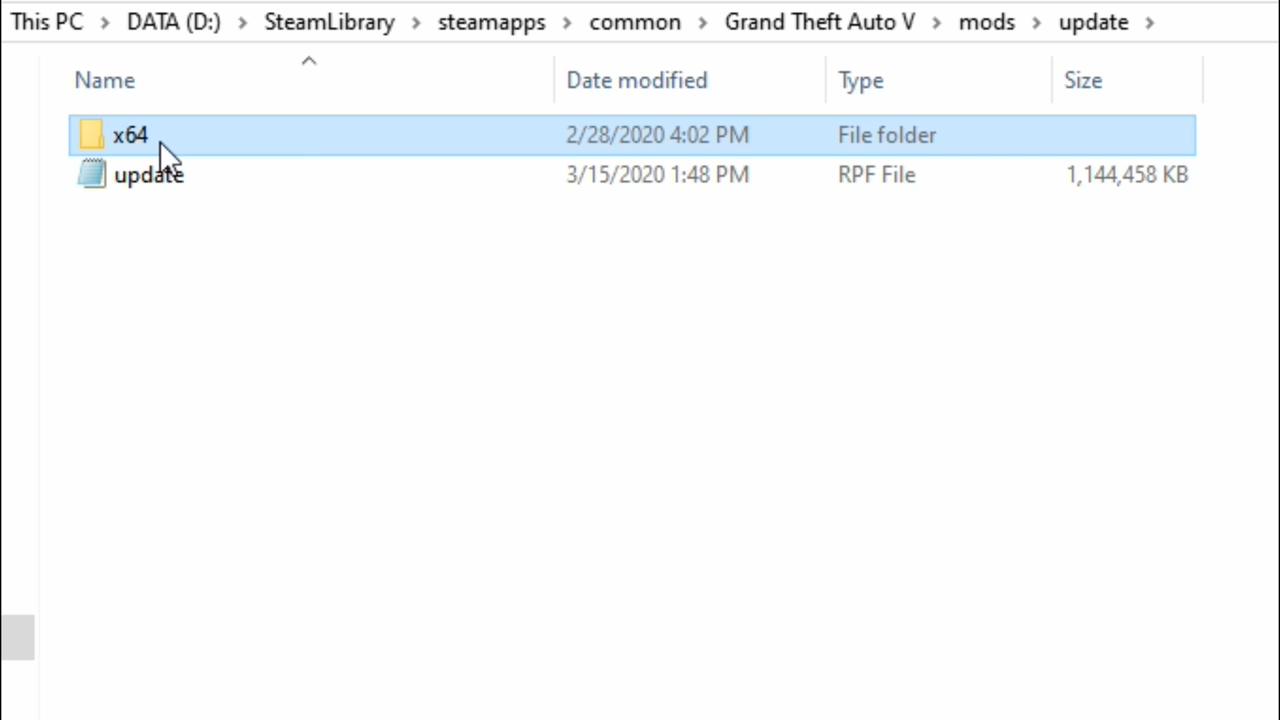 This PC > DATA (D:) > SteamLibrary > steamapps > common > Grand Theft Auto V > mods > update >
Name Date modified Type Size
x64 2/28/2020 4:02 PM File folder
update 3/15/2020 1:48 PM RPF File 1,144,458 KB